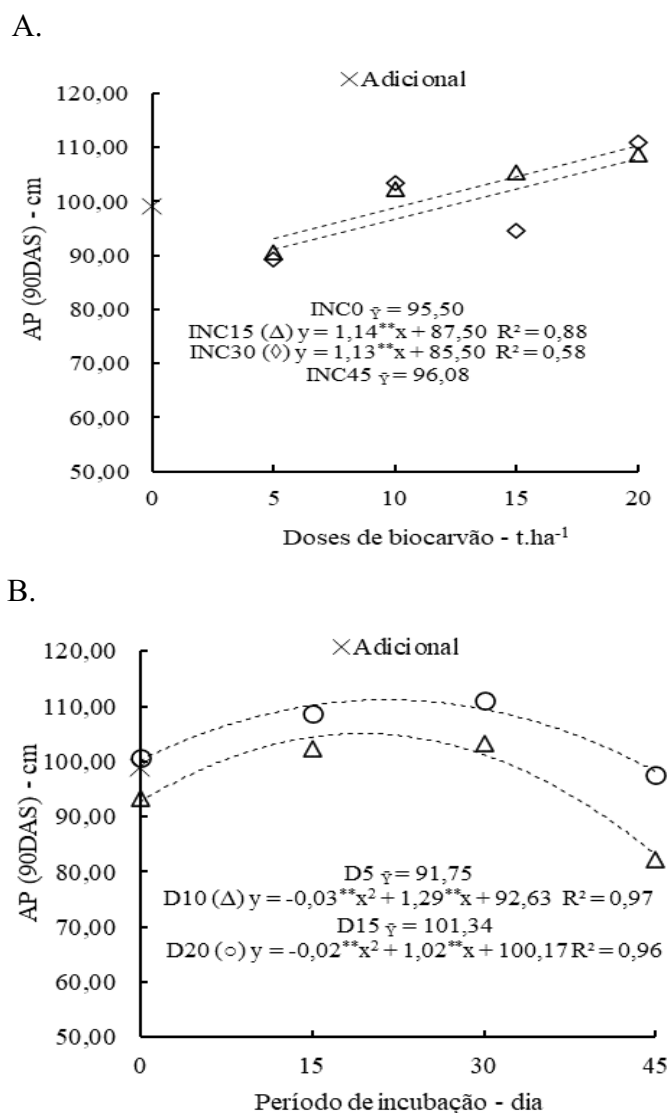 A.
×Adicional
120,00
110,00
100,00
90,00
80,00
70,00
60,00
50,00
AP (90DAS) - cm
INC0 ȳ = 95,50
INC15 (Δ) y = 1,14**x + 87,50 R² = 0,88
INC30 (◊) y = 1,13**x + 85,50 R² = 0,58
INC45 ȳ = 96,08
0 5 10 15 20
Doses de biocarvão - t.ha⁻¹
B.
×Adicional
120,00
110,00
100,00
90,00
80,00
70,00
60,00
50,00
AP (90DAS) - cm
D5 ȳ = 91,75
D10 (Δ) y = -0,03**x² + 1,29**x + 92,63 R² = 0,97
D15 ȳ = 101,34
D20 (○) y = -0,02**x² + 1,02**x + 100,17 R² = 0,96
0 15 30 45
Período de incubação - dia